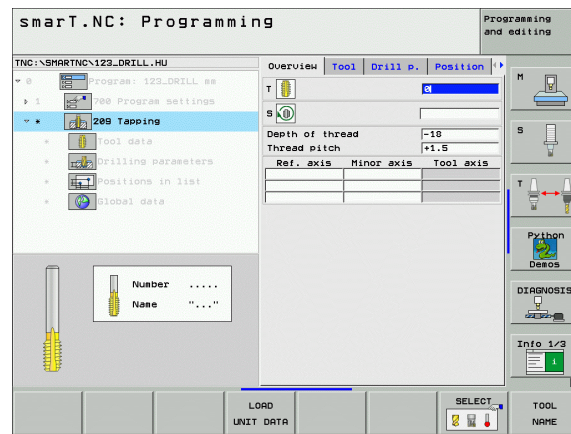 smarT.NC: Programming
Programming
and editing
TNC:\SMARTNC\123_DRILL.HU
0 Program: 123_DRILL mm
1 700 Program settings
* 209 Tapping
* Tool data
* Drilling parameters
* Positions in list
* Global data
Overview Tool Drill p. Position
T 0
S
Depth of thread -18
Thread pitch +1.5
Ref. axis Minor axis Tool axis
Number .....
Name "..."
M
S
T
Python
Demos
DIAGNOSIS
Info 1/3
LOAD
UNIT DATA
SELECT
TOOL
NAME